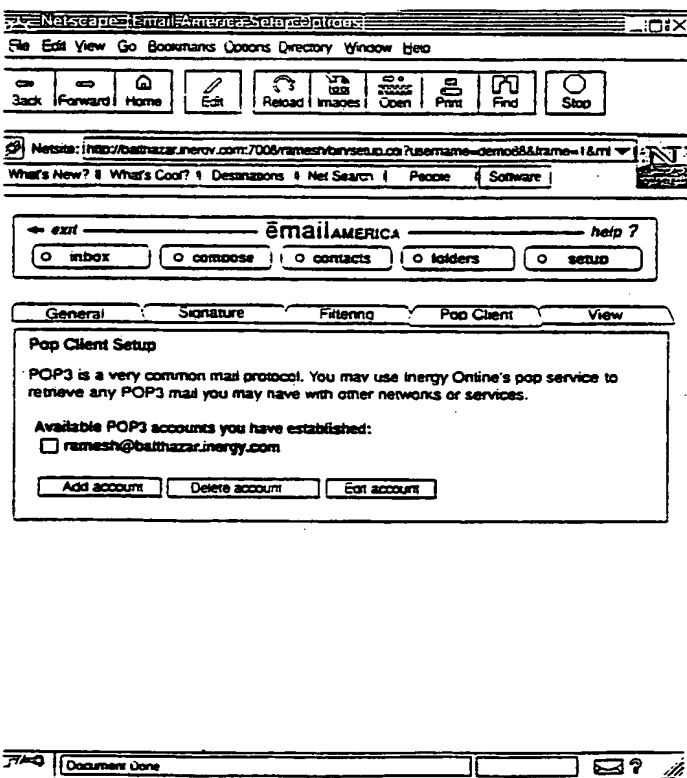 Netscape - [Email America Setup Options]
File Edit View Go Bookmarks Options Directory Window Help
Back Forward Home Edit Reload Images Open Print Find Stop
Netsite: http://balthazar.inergy.com:7006/ramesh/bin/setup.cgi?username=demo88&frame=1&ml
What's New? What's Cool? Destinations Net Search People Software
exit ēmailAMERICA help ?
inbox compose contacts folders setup
General Signature Filtering Pop Client View
Pop Client Setup
POP3 is a very common mail protocol. You may use Inergy Online's pop service to
retrieve any POP3 mail you may have with other networks or services.
Available POP3 accounts you have established:
ramesh@balthazar.inergy.com
Add account Delete account Edit account
Document Done
?